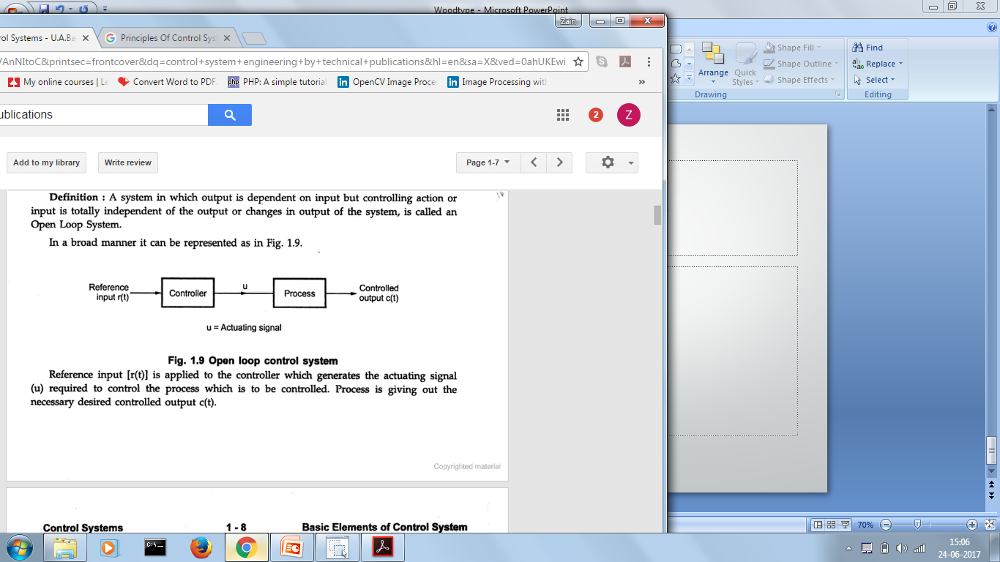 Woodtype - Microsoft PowerPoint
Zain
rol Systems - U.A.Ba
Principles Of Control Sys
/AnNItoC&printsec=frontcover&dq=control+system+engineering+by+technical+publications&hl=en&sa=X&ved=0ahUKEwi
My online courses | Le
Convert Word to PDF.
php PHP: A simple tutorial
in OpenCV Image Proce
in Image Processing with
»
ublications
2
Z
Add to my library
Write review
Page 1-7
Definition : A system in which output is dependent on input but controlling action or
input is totally independent of the output or changes in output of the system, is called an
Open Loop System.
In a broad manner it can be represented as in Fig. 1.9.
Reference
input r(t)
Controller
u
Process
Controlled
output c(t)
u = Actuating signal
Fig. 1.9 Open loop control system
Reference input [r(t)] is applied to the controller which generates the actuating signal
(u) required to control the process which is to be controlled. Process is giving out the
necessary desired controlled output c(t).
Copyrighted material
Control Systems 1 - 8 Basic Elements of Control System
Arrange
Quick
Styles
Shape Fill
Shape Outline
Shape Effects
Drawing
Find
Replace
Select
Editing
70%
15:06
24-06-2017